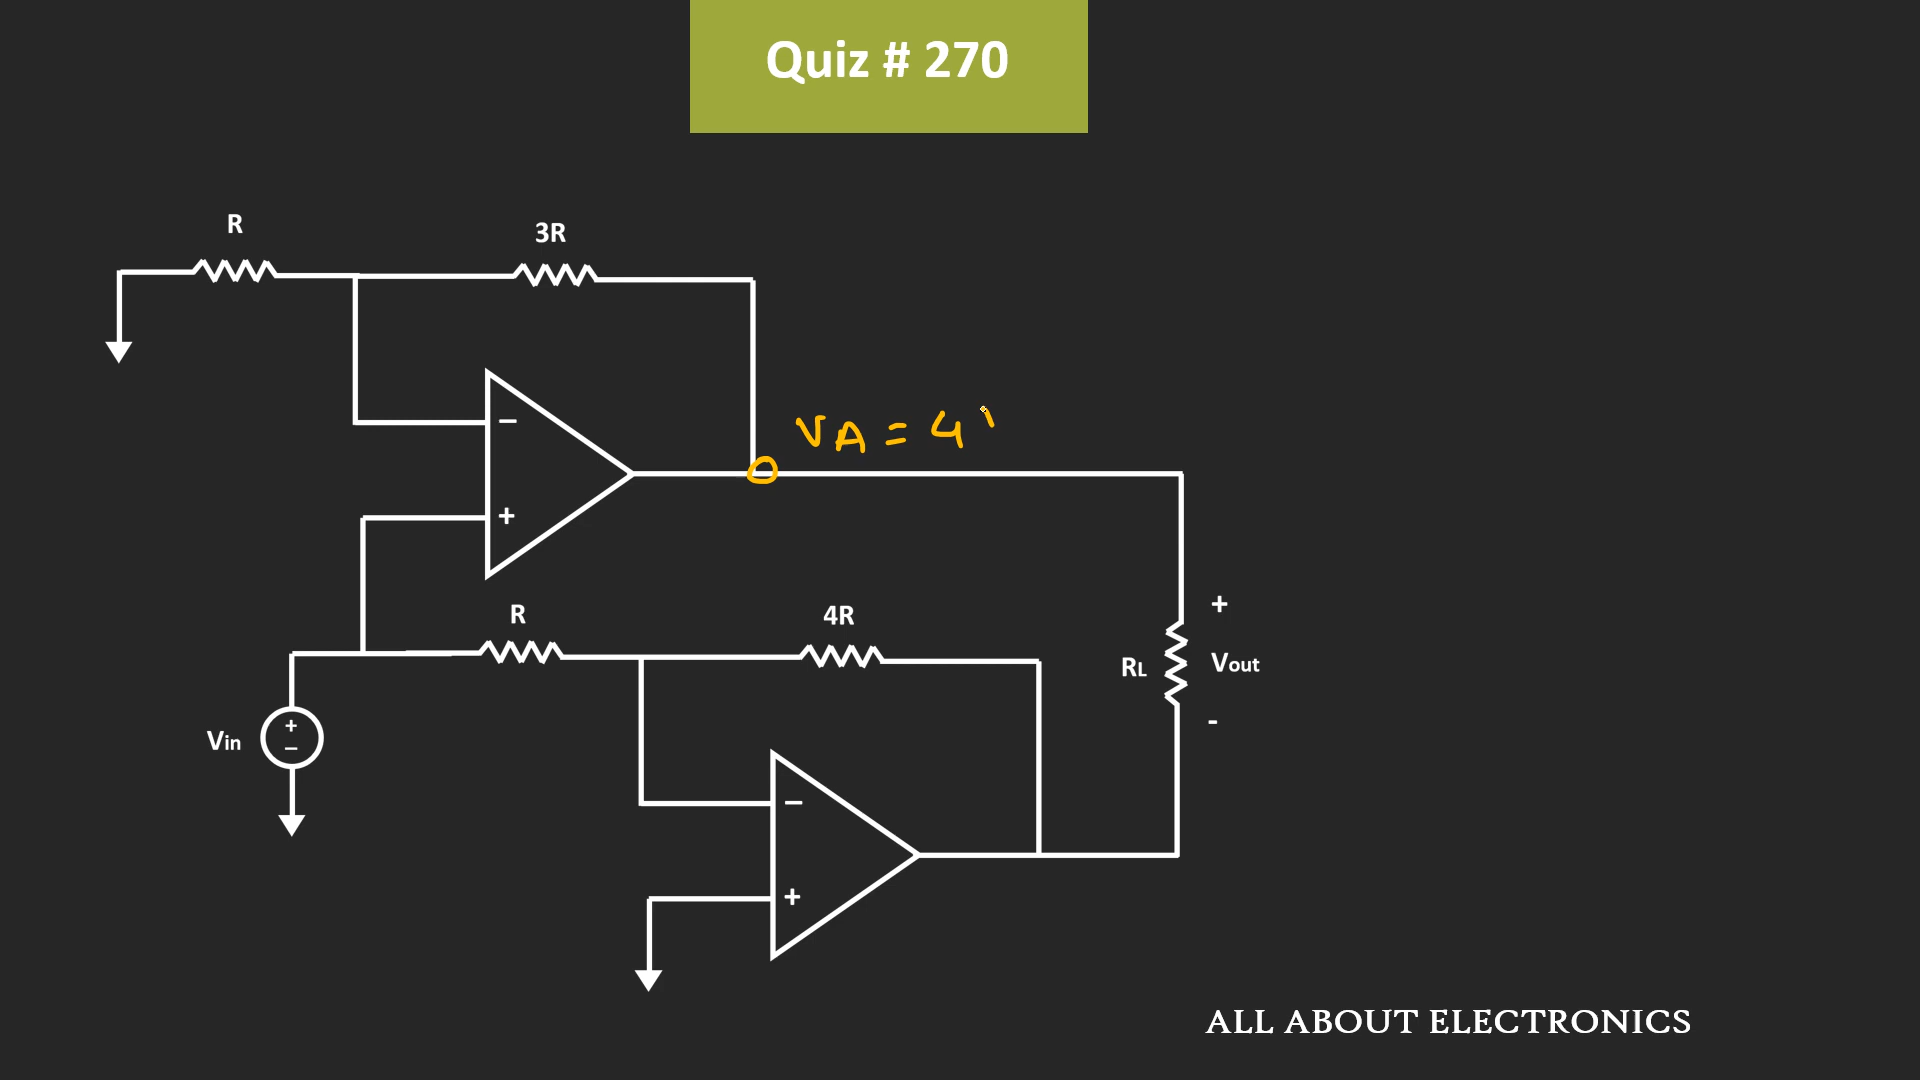 Quiz # 270
R
3R
−
VA = 4
+
R
4R
+
RL
Vout
-
Vin
+
−
−
+
ALL ABOUT ELECTRONICS